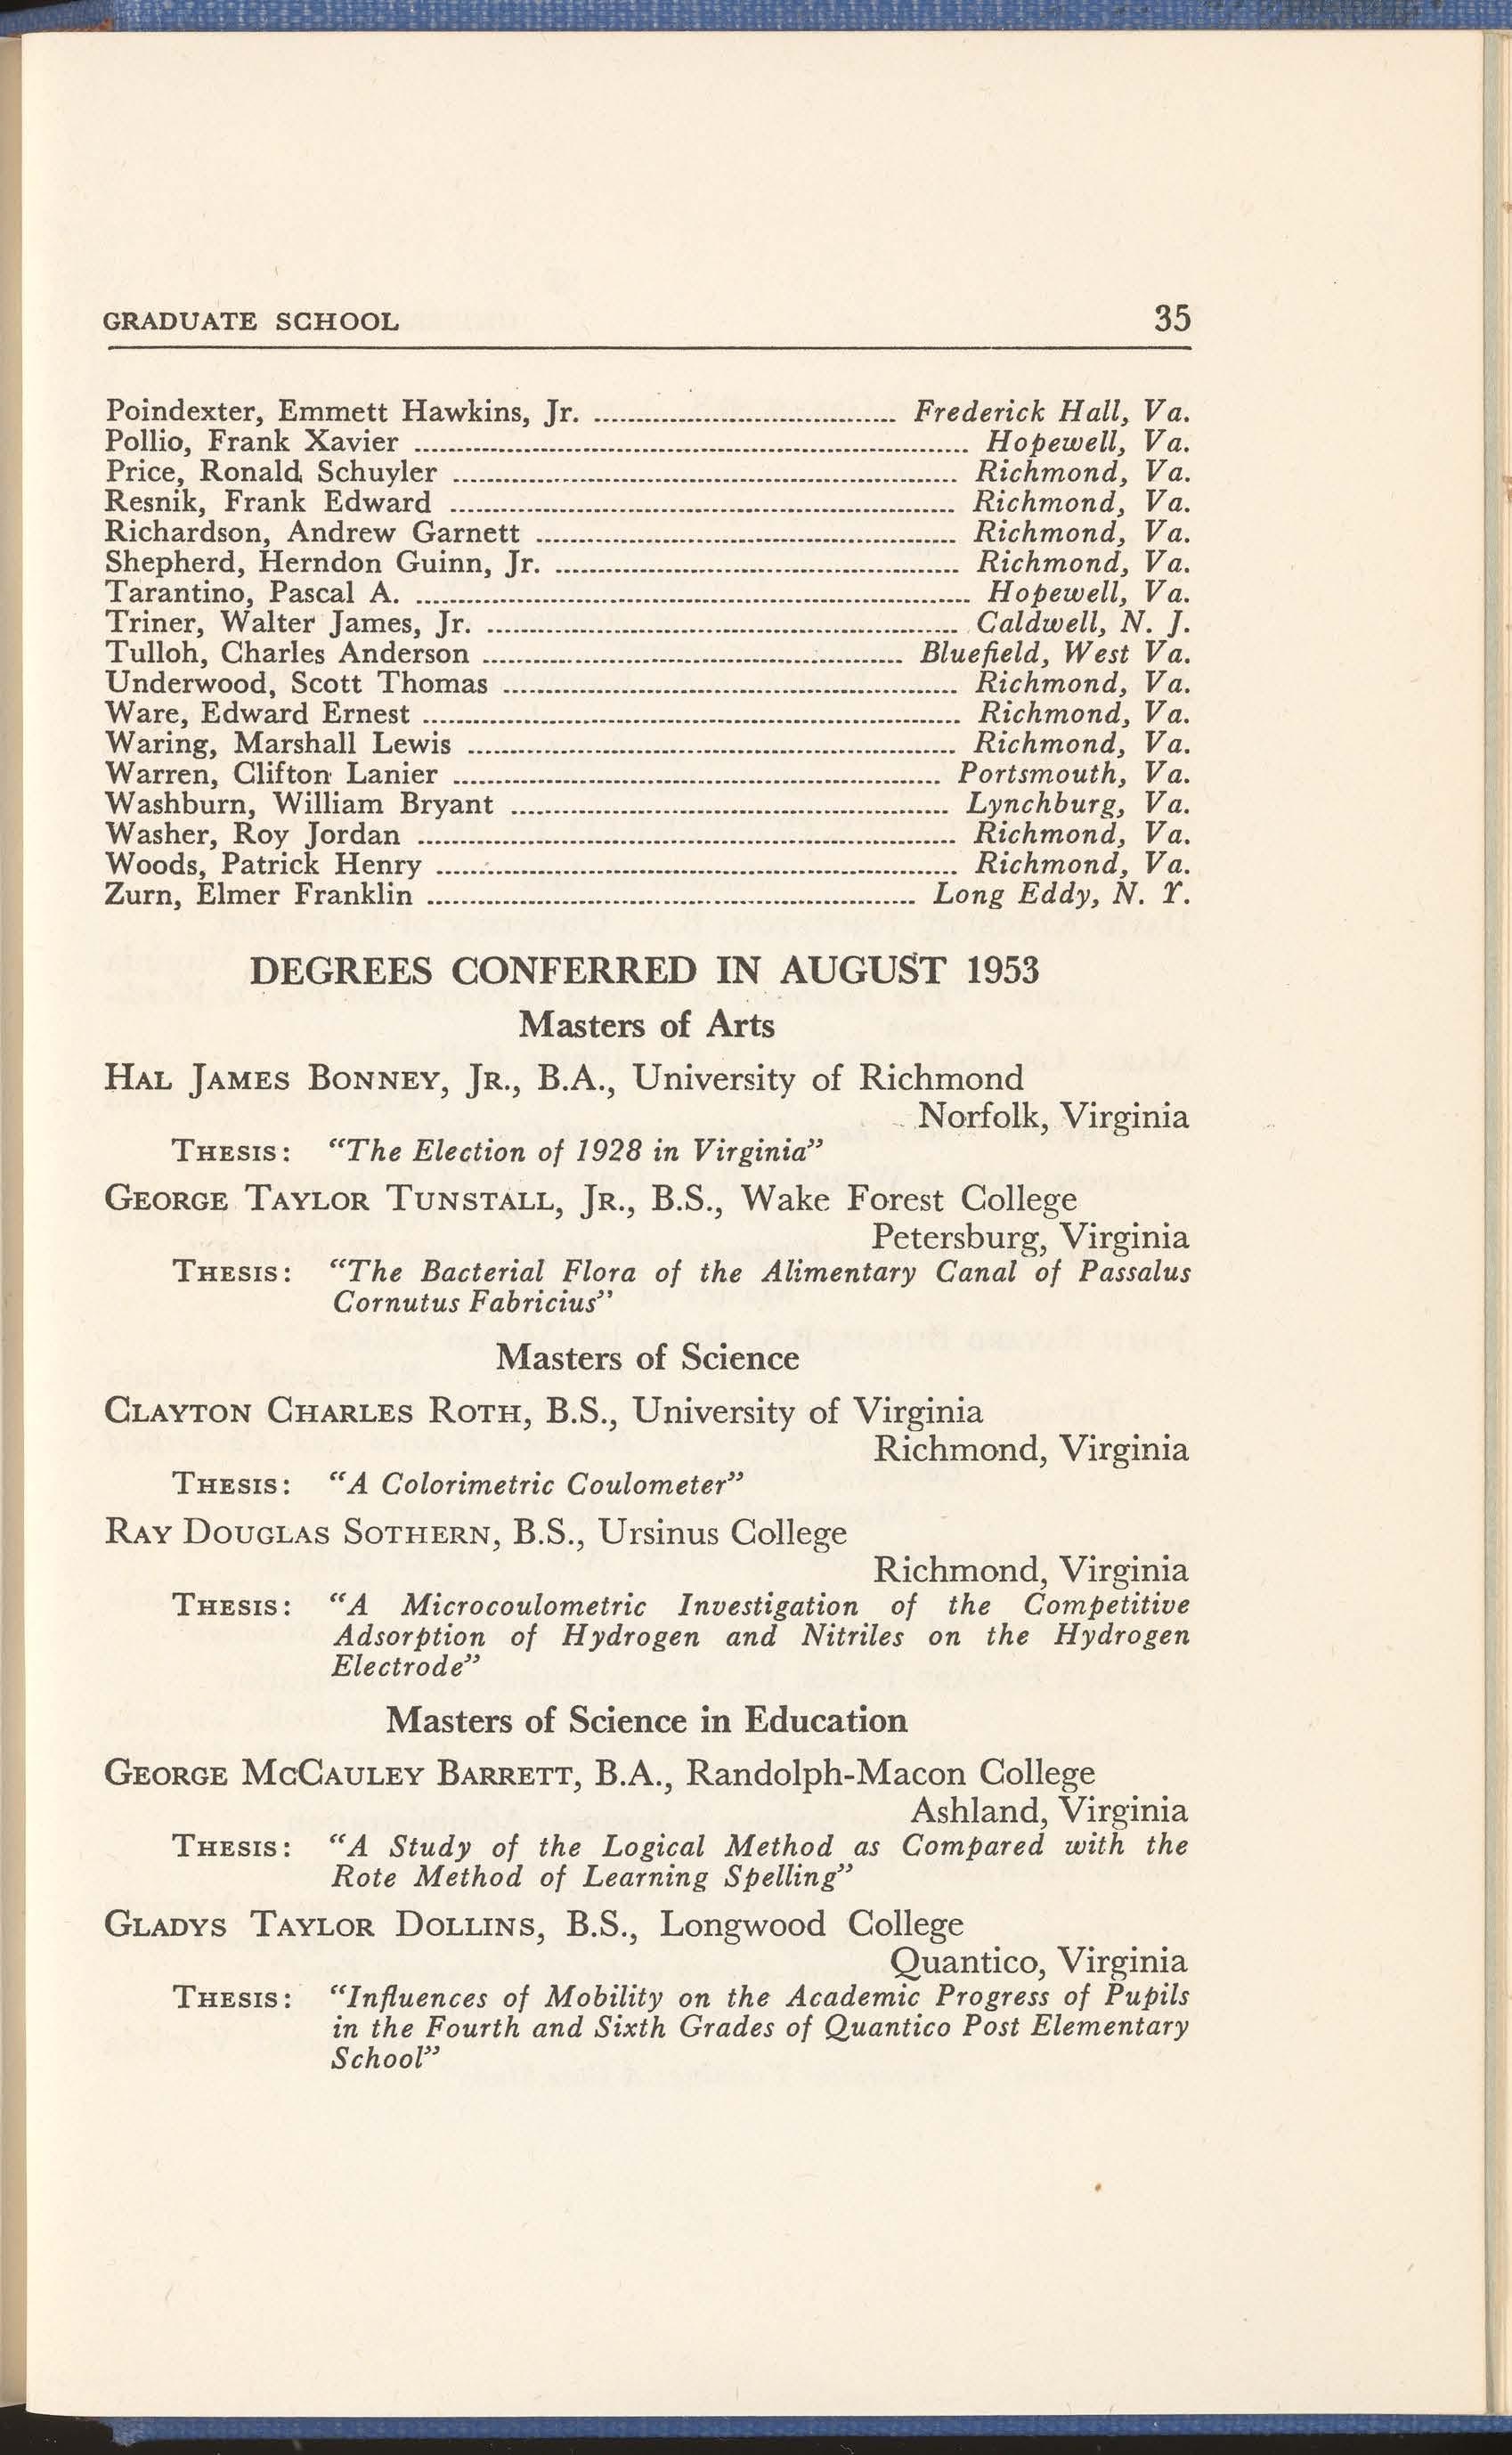 GRADUATE SCHOOL 35
Poindexter, Emmett Hawkins, Jr. .................................... Frederick Hall, Va.
Pollio, Frank Xavier .................................................................. Hopewell, Va.
Price, Ronald Schuyler ............................................................ Richmond, Va.
Resnik, Frank Edward ............................................................ Richmond, Va.
Richardson, Andrew Garnett .................................................. Richmond, Va.
Shepherd, Herndon Guinn, Jr. ................................................ Richmond, Va.
Tarantino, Pascal A. .................................................................. Hopewell, Va.
Triner, Walter James, Jr. ........................................................ Caldwell, N. J.
Tulloh, Charles Anderson .................................................. Bluefield, West Va.
Underwood, Scott Thomas ...................................................... Richmond, Va.
Ware, Edward Ernest ................................................................ Richmond, Va.
Waring, Marshall Lewis .......................................................... Richmond, Va.
Warren, Clifton Lanier .......................................................... Portsmouth, Va.
Washburn, William Bryant .................................................... Lynchburg, Va.
Washer, Roy Jordan ................................................................ Richmond, Va.
Woods, Patrick Henry .............................................................. Richmond, Va.
Zurn, Elmer Franklin .......................................................... Long Eddy, N. Y.
DEGREES CONFERRED IN AUGUST 1953
Masters of Arts
HAL JAMES BONNEY, JR., B.A., University of Richmond
Norfolk, Virginia
THESIS: “The Election of 1928 in Virginia”
GEORGE TAYLOR TUNSTALL, JR., B.S., Wake Forest College
Petersburg, Virginia
THESIS: “The Bacterial Flora of the Alimentary Canal of Passalus
Cornutus Fabricius”
Masters of Science
CLAYTON CHARLES ROTH, B.S., University of Virginia
Richmond, Virginia
THESIS: “A Colorimetric Coulometer”
RAY DOUGLAS SOTHERN, B.S., Ursinus College
Richmond, Virginia
THESIS: “A Microcoulometric Investigation of the Competitive
Adsorption of Hydrogen and Nitriles on the Hydrogen
Electrode”
Masters of Science in Education
GEORGE MCCAULEY BARRETT, B.A., Randolph-Macon College
Ashland, Virginia
THESIS: “A Study of the Logical Method as Compared with the
Rote Method of Learning Spelling”
GLADYS TAYLOR DOLLINS, B.S., Longwood College
Quantico, Virginia
THESIS: “Influences of Mobility on the Academic Progress of Pupils
in the Fourth and Sixth Grades of Quantico Post Elementary
School”